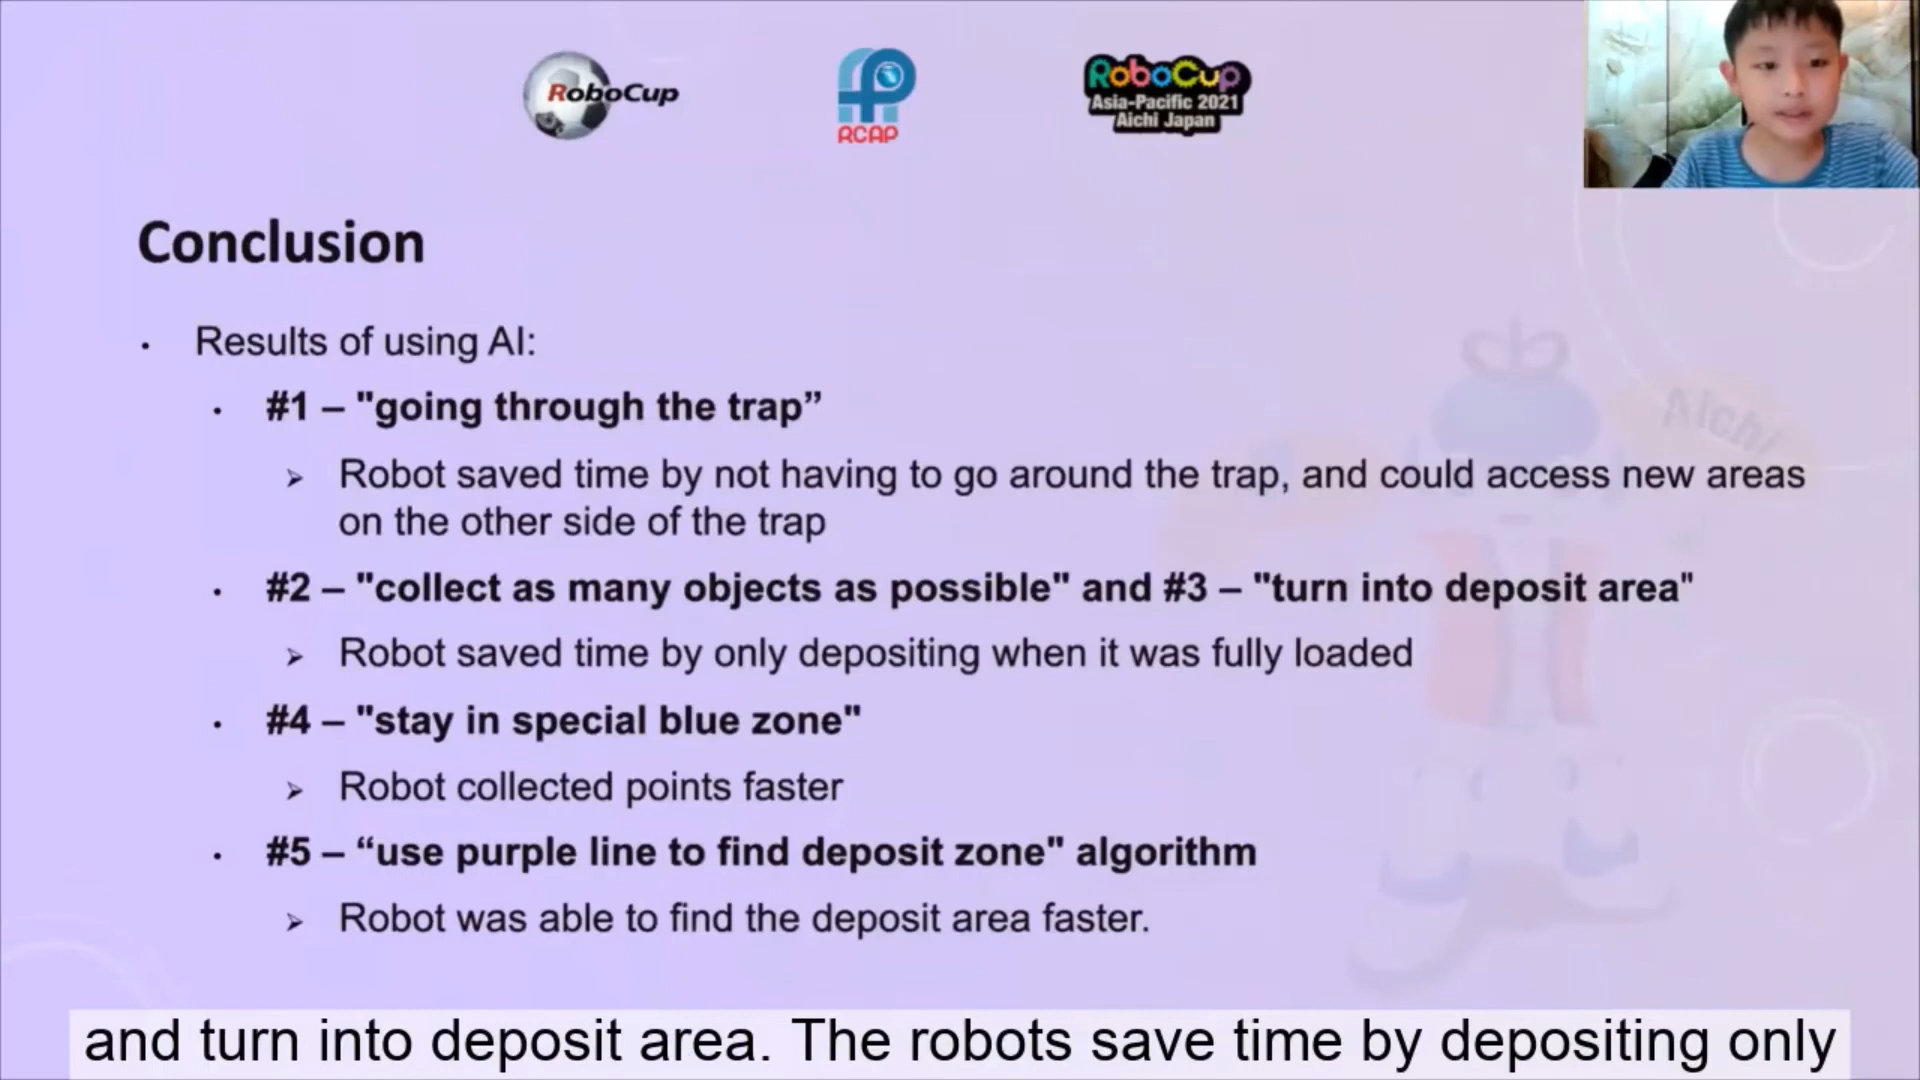 RoboCup
RCAP
RoboCup
Asia-Pacific 2021
Aichi Japan
Conclusion
• Results of using AI:
• #1 – "going through the trap”
➢ Robot saved time by not having to go around the trap, and could access new areas
on the other side of the trap
• #2 – "collect as many objects as possible" and #3 – "turn into deposit area"
➢ Robot saved time by only depositing when it was fully loaded
• #4 – "stay in special blue zone"
➢ Robot collected points faster
• #5 – “use purple line to find deposit zone" algorithm
➢ Robot was able to find the deposit area faster.
Aichi
and turn into deposit area. The robots save time by depositing only